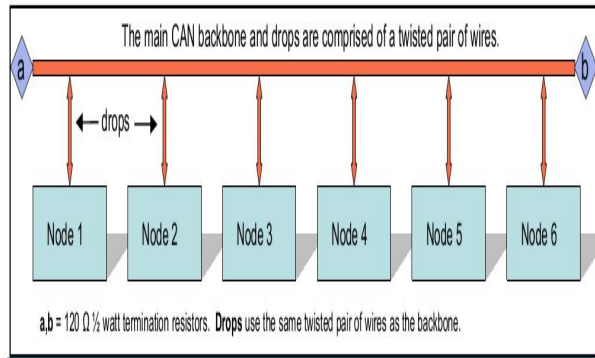 The main CAN backbone and drops are comprised of a twisted pair of wires.
a
b
drops
Node 1
Node 2
Node 3
Node 4
Node 5
Node 6
a,b = 120 Ω ½ watt termination resistors. Drops use the same twisted pair of wires as the backbone.